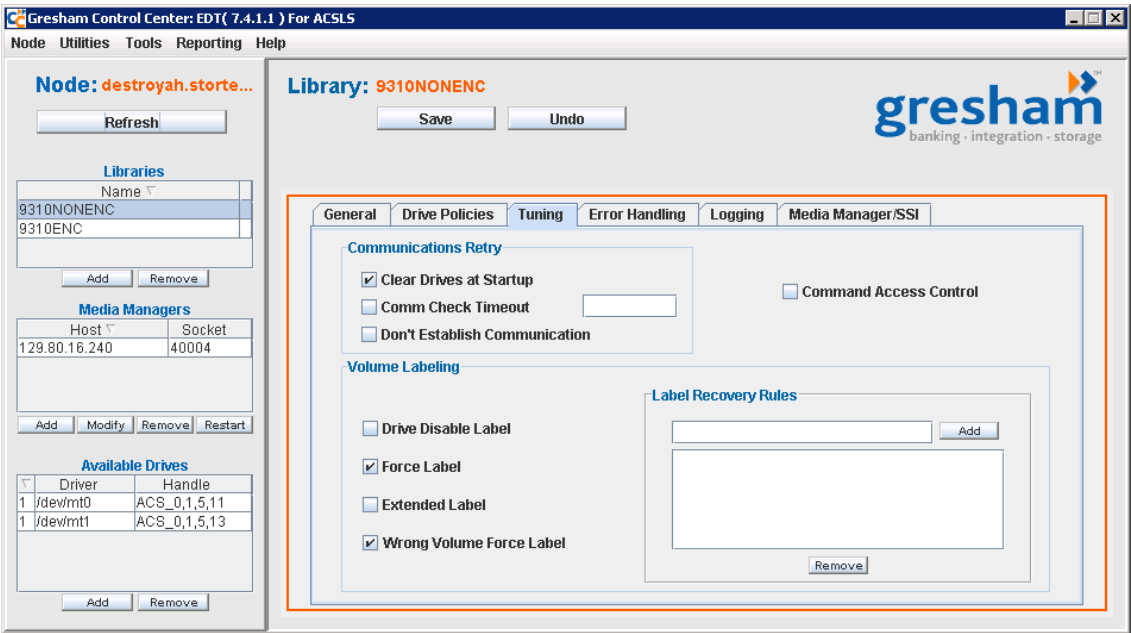 Gresham Control Center: EDT( 7.4.1.1 ) For ACSLS
Node Utilities Tools Reporting Help
Node: destroyah.storte...
Refresh
Libraries
Name
9310NONENC
9310ENC
Add Remove
Media Managers
Host Socket
129.80.16.240 40004
Add Modify Remove Restart
Available Drives
Driver Handle
1 /dev/mt0 ACS_0,1,5,11
1 /dev/mt1 ACS_0,1,5,13
Add Remove
Library: 9310NONENC
Save Undo
gresham™
banking - integration - storage
General Drive Policies Tuning Error Handling Logging Media Manager/SSI
Communications Retry
Clear Drives at Startup
Comm Check Timeout
Don't Establish Communication
Command Access Control
Volume Labeling
Drive Disable Label
Force Label
Extended Label
Wrong Volume Force Label
Label Recovery Rules
Add
Remove